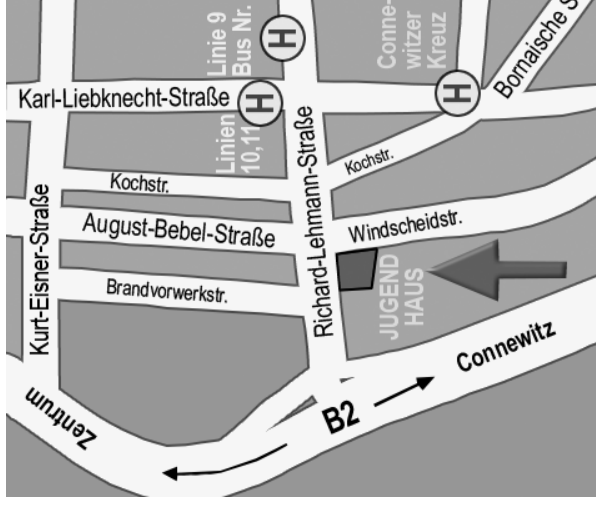 Linie 9
Bus Nr.
H
Conne-
witzer
Kreuz
Bornaische S
Karl-Liebknecht-Straße
H
H
Linien
10,11
Kochstr.
Kochstr.
Richard-Lehmann-Straße
Kurt-Eisner-Straße
August-Bebel-Straße
Windscheidstr.
Brandvorwerkstr.
JUGEND
HAUS
Connewitz
B2
Zentrum